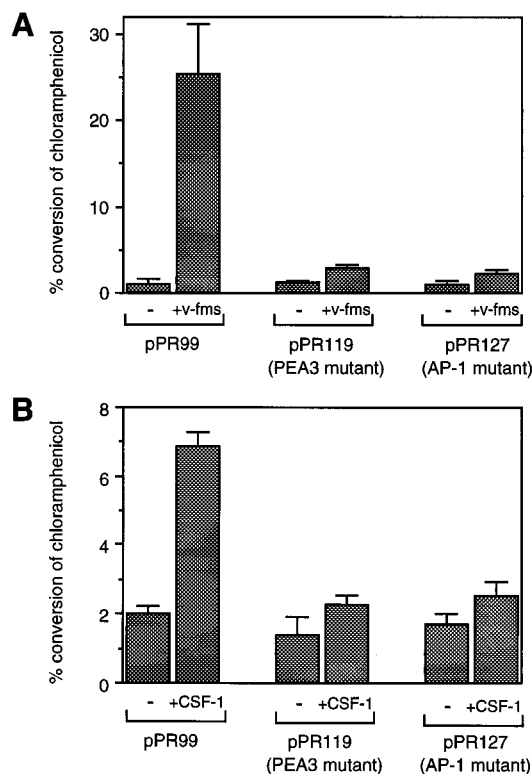 A
% conversion of chloramphenicol
30
20
10
0
- +v-fms - +v-fms - +v-fms
pPR99 pPR119 pPR127
(PEA3 mutant) (AP-1 mutant)
B
% conversion of chloramphenicol
8
6
4
2
0
- +CSF-1 - +CSF-1 - +CSF-1
pPR99 pPR119 pPR127
(PEA3 mutant) (AP-1 mutant)